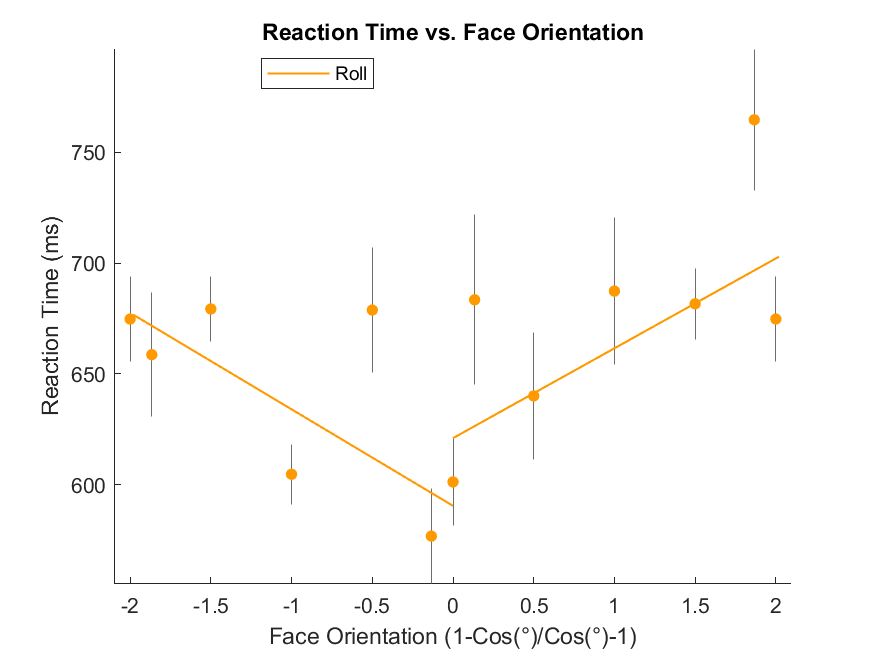 Reaction Time vs. Face Orientation
Roll
Reaction Time (ms)
750
700
650
600
-2 -1.5 -1 -0.5 0 0.5 1 1.5 2
Face Orientation (1-Cos(°)/Cos(°)-1)